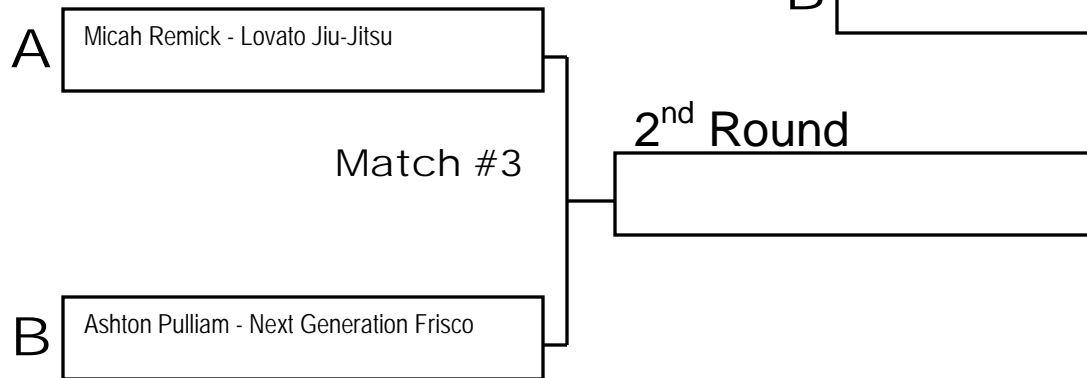 B
A
Micah Remick - Lovato Jiu-Jitsu
2nd Round
Match #3
B
Ashton Pulliam - Next Generation Frisco